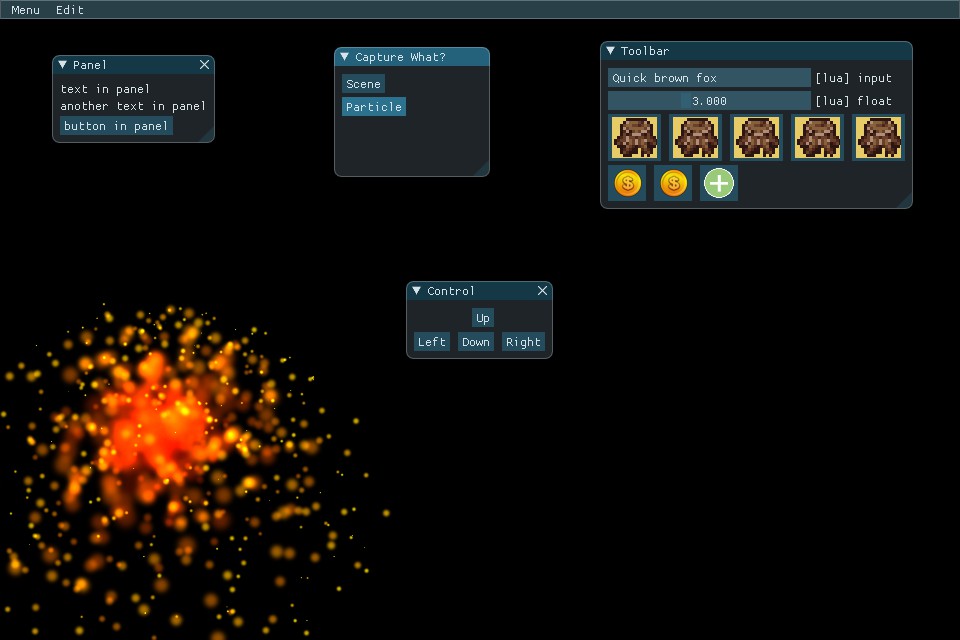 Menu Edit
Panel
text in panel
another text in panel
button in panel
Capture What?
Scene
Particle
Toolbar
Quick brown fox [lua] input
3.000 [lua] float
$ $
Control
Up
Left Down Right